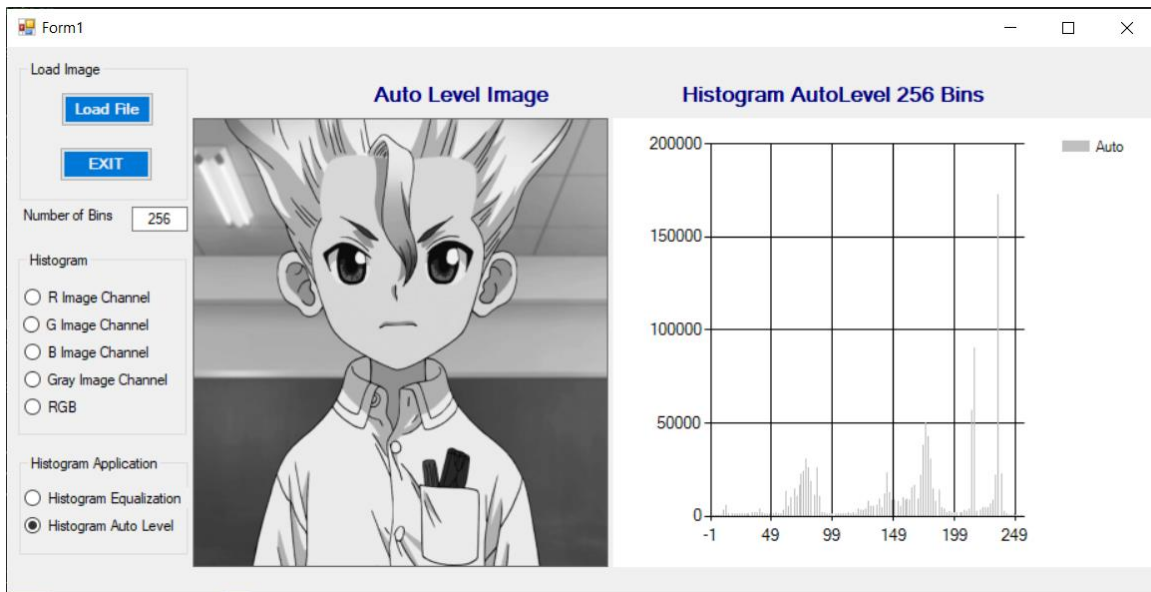 Form1
Load Image
Load File
EXIT
Number of Bins 256
Histogram
R Image Channel
G Image Channel
B Image Channel
Gray Image Channel
RGB
Histogram Application
Histogram Equalization
Histogram Auto Level
Auto Level Image
Histogram AutoLevel 256 Bins
200000
150000
100000
50000
0
-1 49 99 149 199 249
Auto